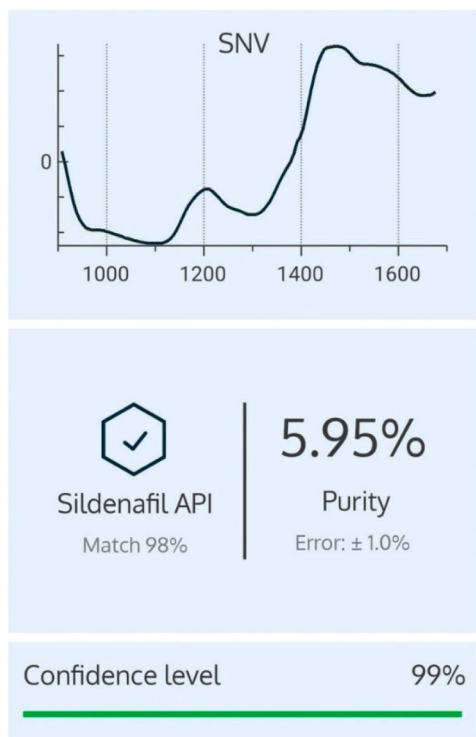 SNV
0
1000 1200 1400 1600
5.95%
Sildenafil API
Purity
Match 98%
Error: ± 1.0%
Confidence level 99%